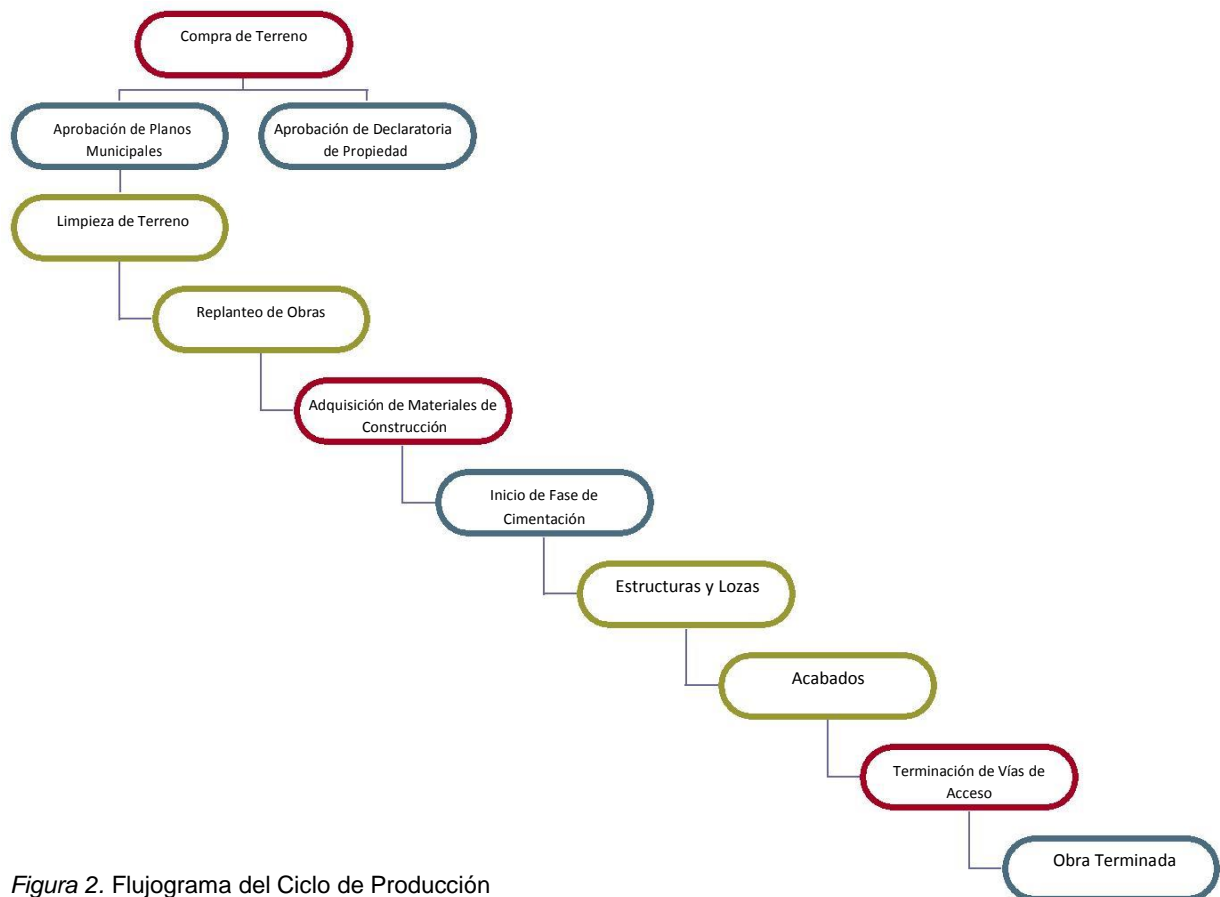 Compra de Terreno
Aprobación de Planos
Municipales
Aprobación de Declaratoria
de Propiedad
Limpieza de Terreno
Replanteo de Obras
Adquisición de Materiales de
Construcción
Inicio de Fase de
Cimentación
Estructuras y Lozas
Acabados
Terminación de Vías de
Acceso
Obra Terminada
Figura 2. Flujograma del Ciclo de Producción